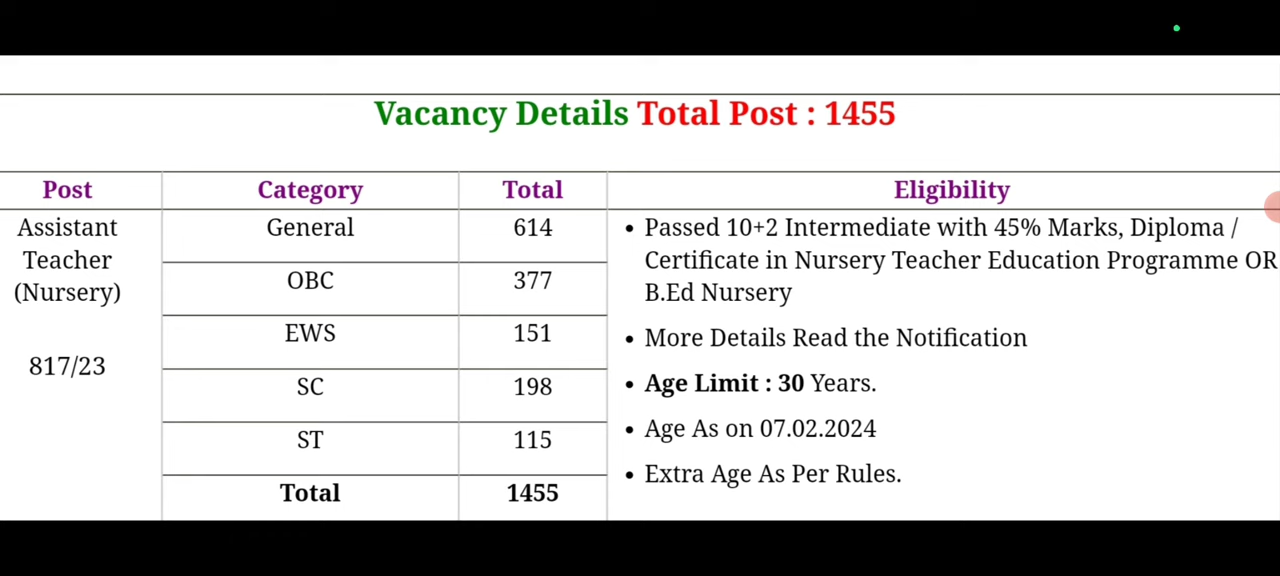 Vacancy Details Total Post : 1455
Post Category Total Eligibility
Assistant
Teacher
(Nursery)
817/23
General 614
OBC 377
EWS 151
SC 198
ST 115
Total 1455
• Passed 10+2 Intermediate with 45% Marks, Diploma /
Certificate in Nursery Teacher Education Programme OR
B.Ed Nursery
• More Details Read the Notification
• Age Limit : 30 Years.
• Age As on 07.02.2024
• Extra Age As Per Rules.